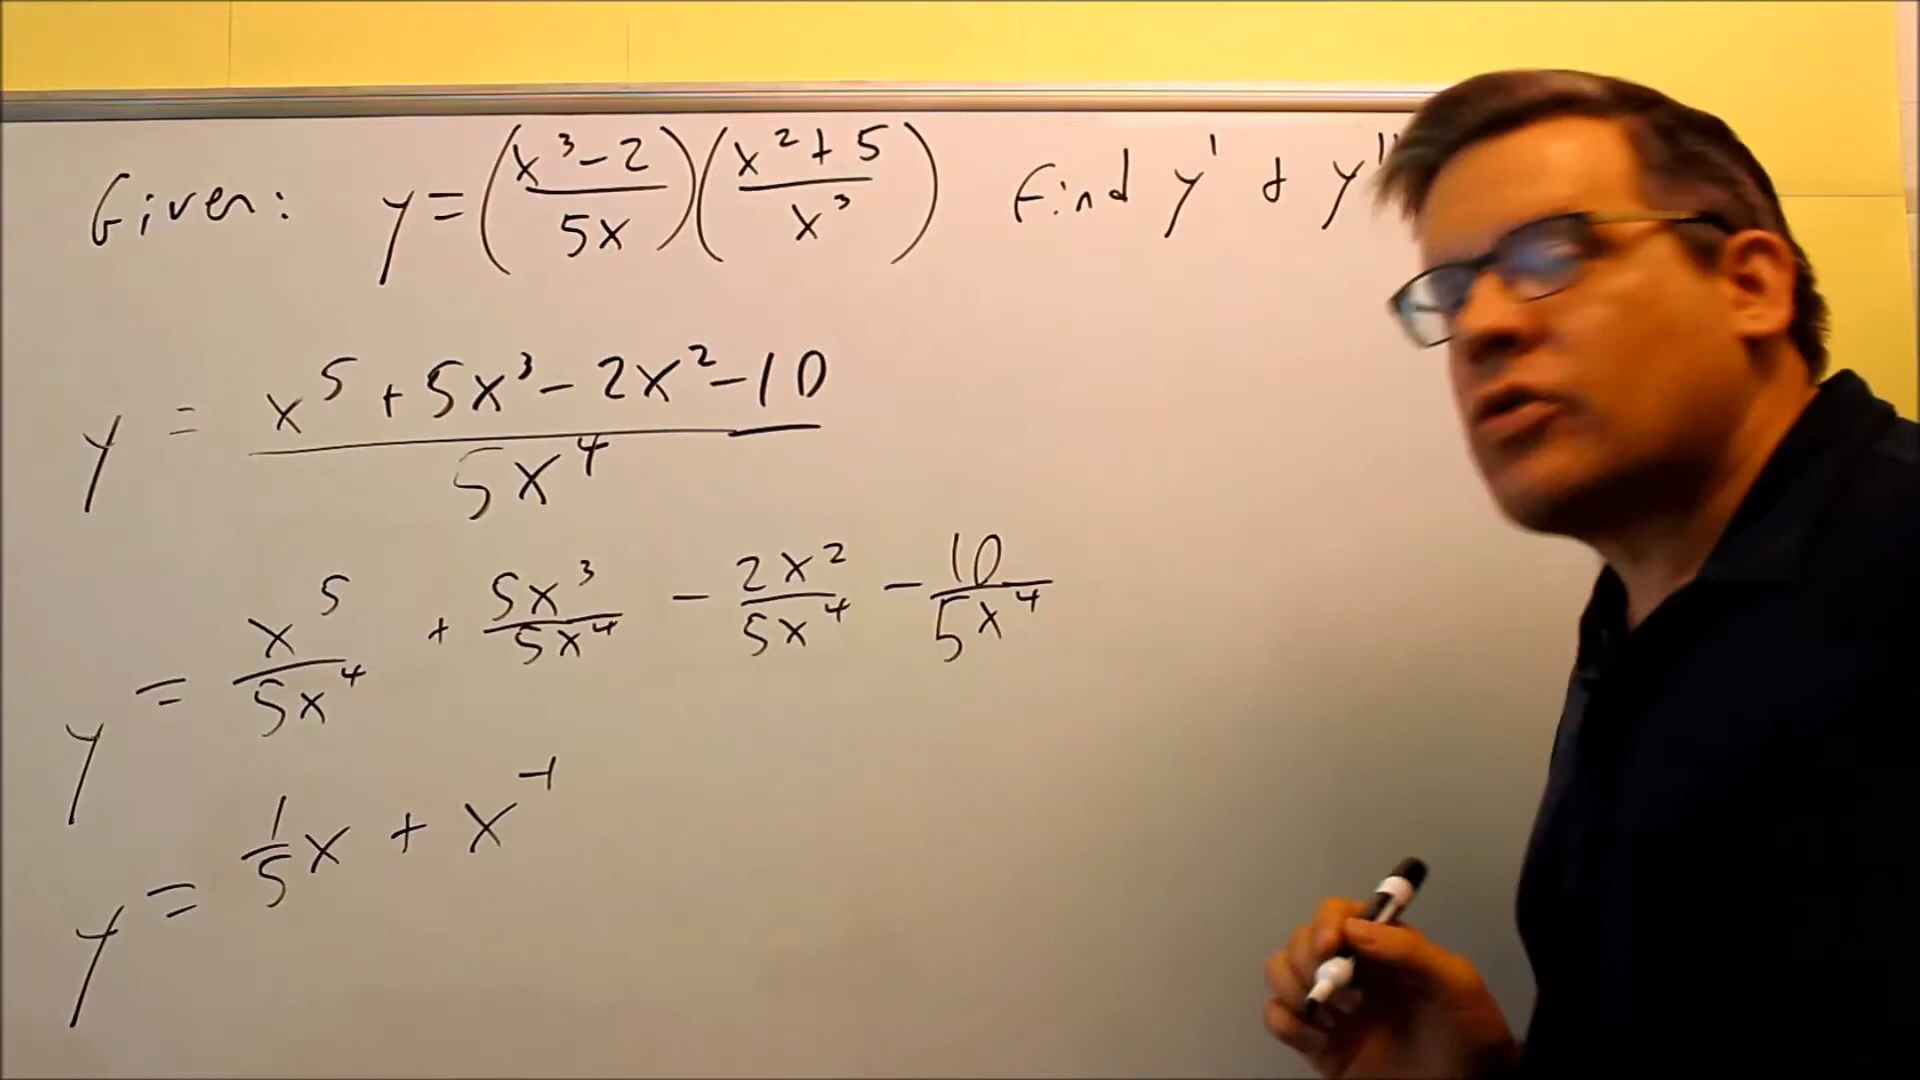 Given: y = (x³ - 2 / 5x)(x² + 5 / x³) Find y' & y''
y = x⁵ + 5x³ - 2x² - 10 / 5x⁴
y = x⁵ / 5x⁴ + 5x³ / 5x⁴ - 2x² / 5x⁴ - 10 / 5x⁴
y = 1/5 x + x⁻¹